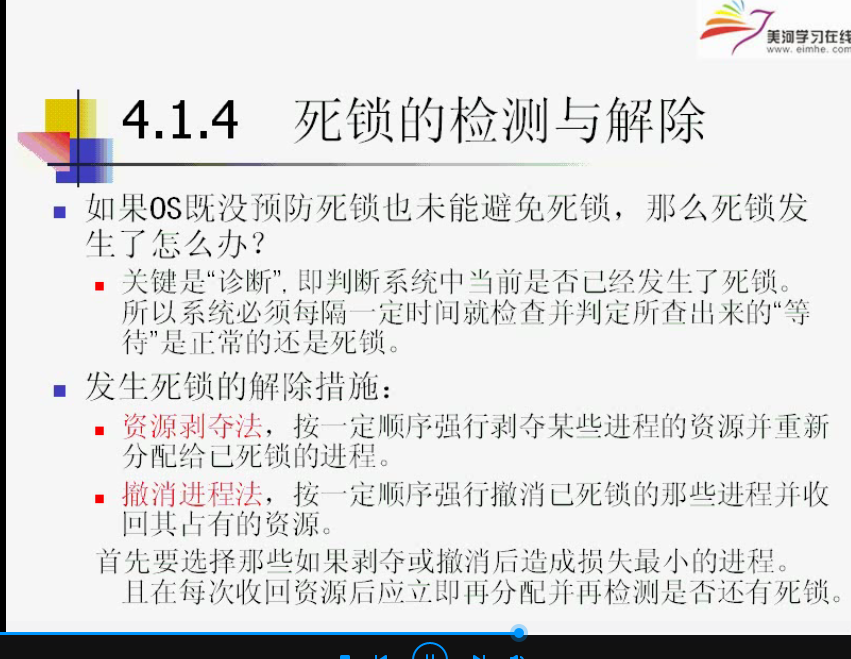 美河学习在线
www.eimhe.com
4.1.4 死锁的检测与解除
如果OS既没预防死锁也未能避免死锁，那么死锁发
生了怎么办？
关键是“诊断”,即判断系统中当前是否已经发生了死锁。
所以系统必须每隔一定时间就检查并判定所查出来的“等
待”是正常的还是死锁。
发生死锁的解除措施：
资源剥夺法，按一定顺序强行剥夺某些进程的资源并重新
分配给已死锁的进程。
撤消进程法，按一定顺序强行撤消已死锁的那些进程并收
回其占有的资源。
首先要选择那些如果剥夺或撤消后造成损失最小的进程。
且在每次收回资源后应立即再分配并再检测是否还有死锁。